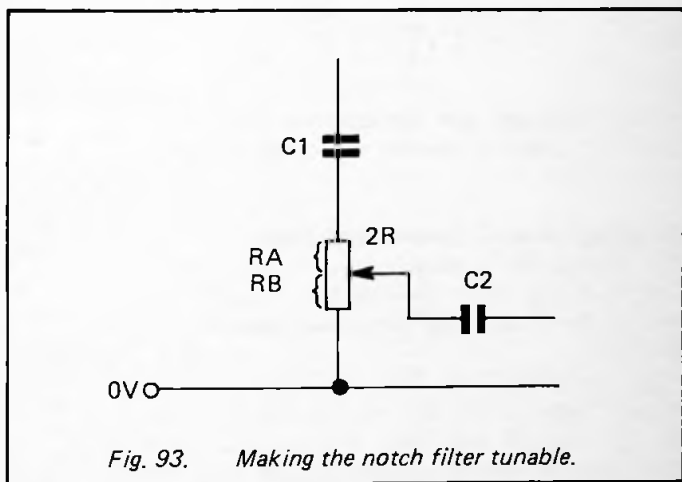 C1
2R
RA
RB
C2
0V
Fig. 93. Making the notch filter tunable.